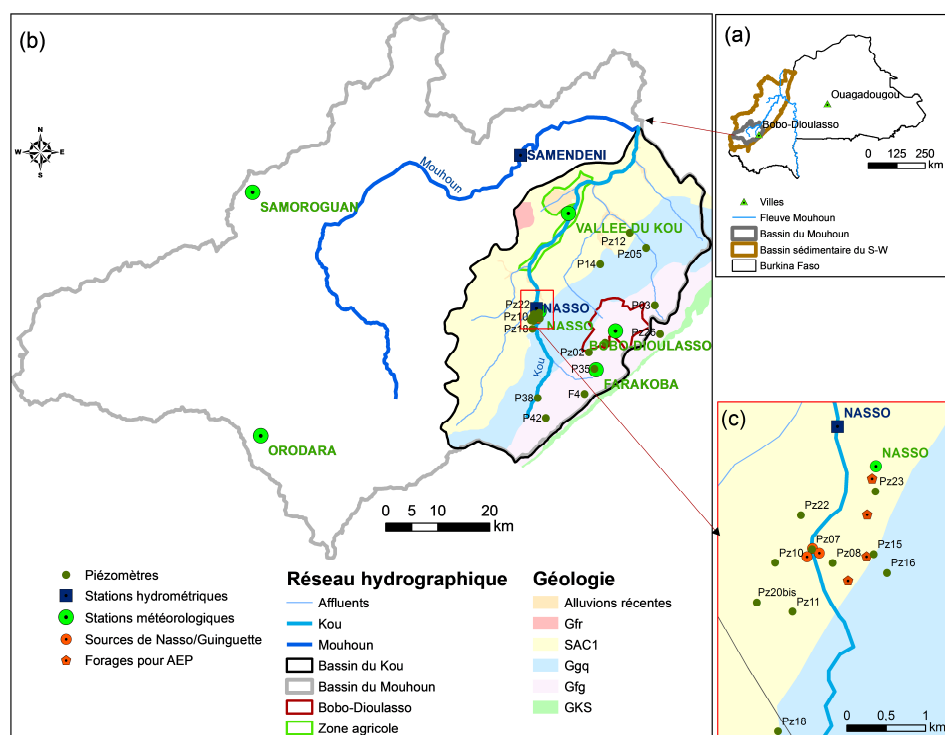 (b)
N
W
E
S
SAMOROGUAN
Mouhoun
SAMENDENI
VALLEE DU KOU
Pz12
Pz05
P14
Pz22
Pz10
Pz18
NASSO
NASSO
P03
Pz25
BOBO-DIOULASSO
Pz02
P35
FARAKOBA
Kou
P38
F4
P42
ORODARA
0 5 10 20
km
Piézomètres
Stations hydrométriques
Stations météorologiques
Sources de Nasso/Guinguette
Forages pour AEP
Réseau hydrographique
Affluents
Kou
Mouhoun
Bassin du Kou
Bassin du Mouhoun
Bobo-Dioulasso
Zone agricole
Géologie
Alluvions récentes
Gfr
SAC1
Ggq
Gfg
GKS
(a)
Ouagadougou
Bobo-Dioulasso
0 125 250
km
Villes
Fleuve Mouhoun
Bassin du Mouhoun
Bassin sédimentaire du S-W
Burkina Faso
(c)
NASSO
NASSO
Pz23
Pz22
Pz07
Pz10
Pz08
Pz15
Pz16
Pz20bis
Pz11
Pz18
0 0.5 1
km